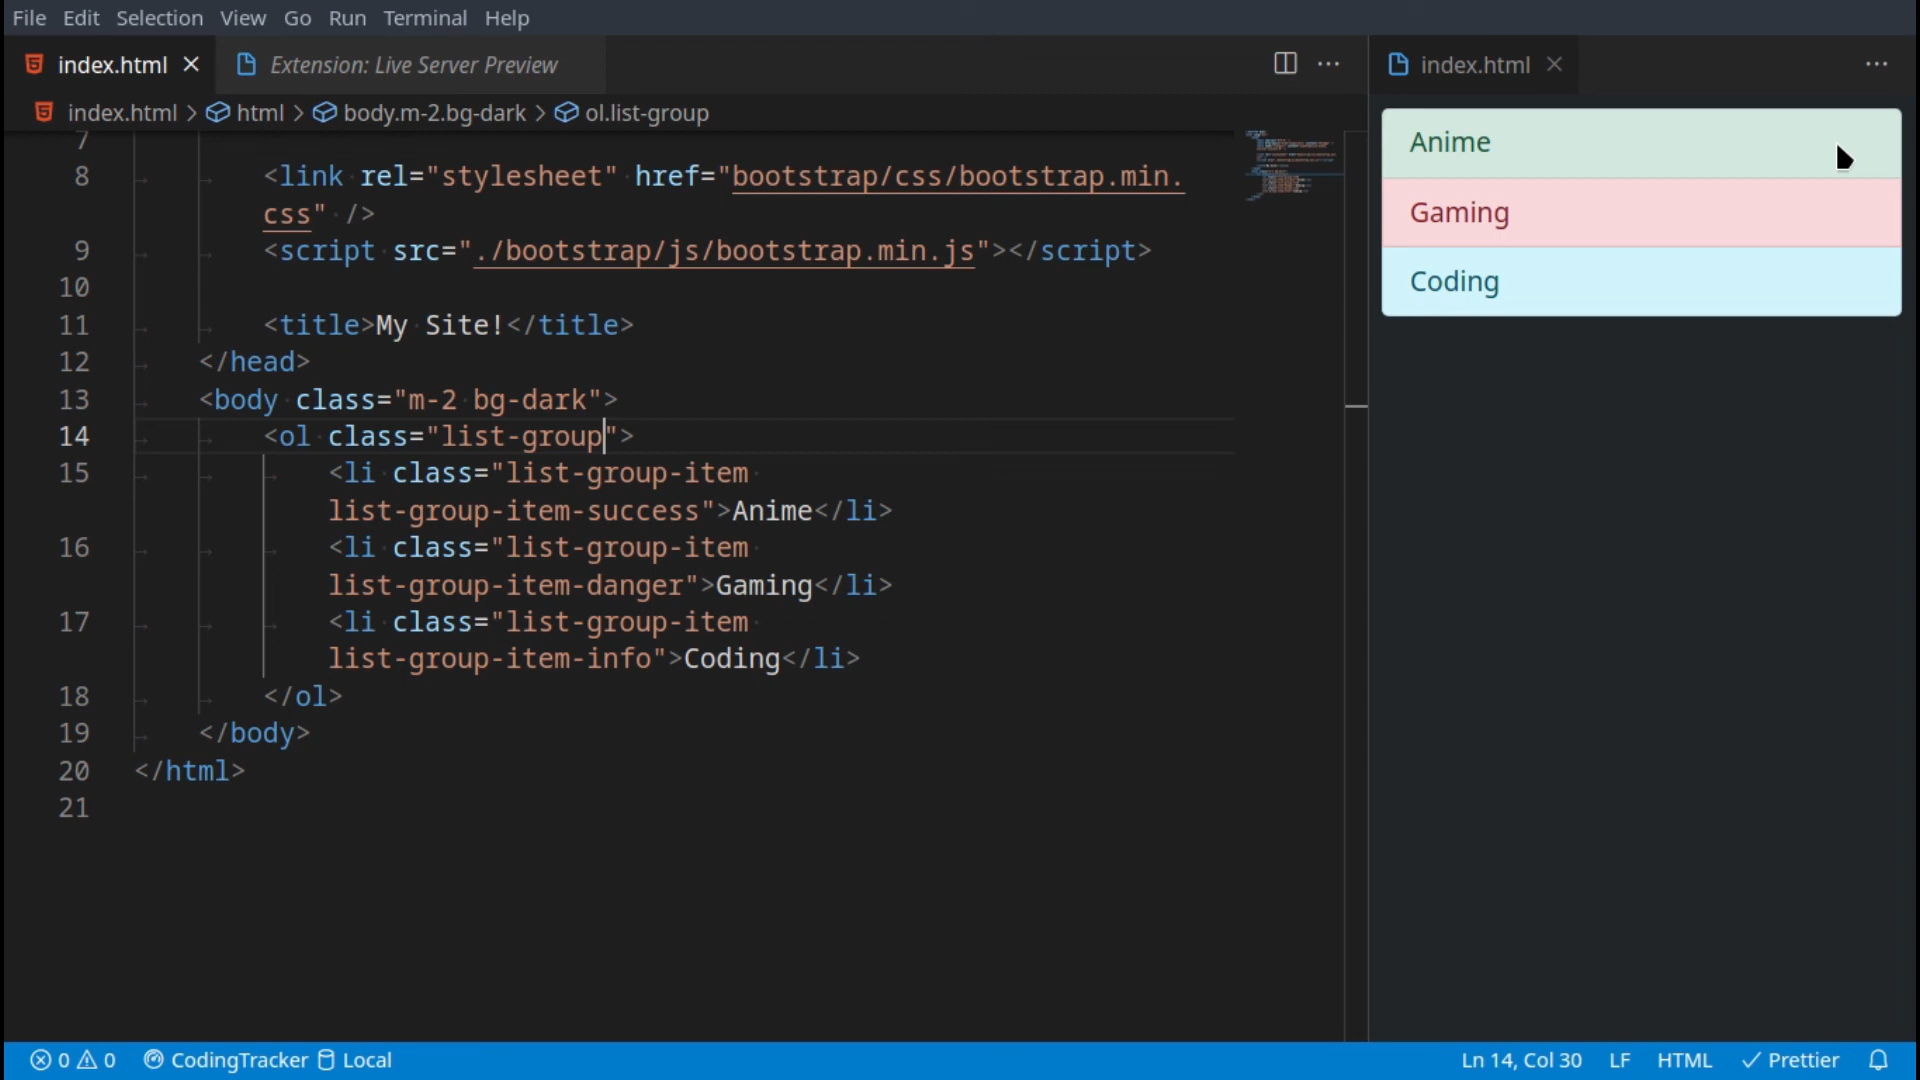 File Edit Selection View Go Run Terminal Help
index.html Extension: Live Server Preview
index.html
index.html > html > body.m-2.bg-dark > ol.list-group
7
8 <link rel="stylesheet" href="bootstrap/css/bootstrap.min.
css" />
9 <script src="./bootstrap/js/bootstrap.min.js"></script>
10
11 <title>My Site!</title>
12 </head>
13 <body class="m-2 bg-dark">
14 <ol class="list-group">
15 <li class="list-group-item
list-group-item-success">Anime</li>
16 <li class="list-group-item
list-group-item-danger">Gaming</li>
17 <li class="list-group-item
list-group-item-info">Coding</li>
18 </ol>
19 </body>
20 </html>
21
Anime
Gaming
Coding
0 0 CodingTracker Local
Ln 14, Col 30 LF HTML Prettier